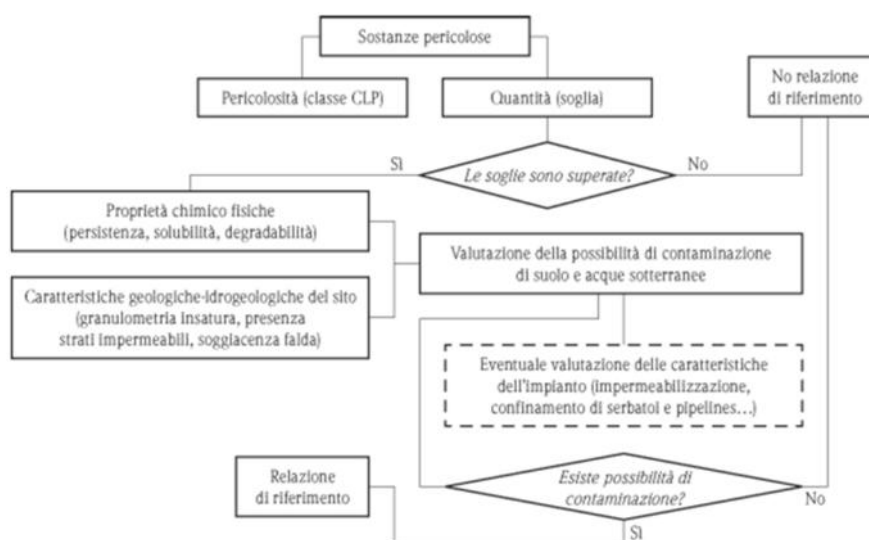 Sostanze pericolose
Pericolosità (classe CLP)
Quantità (soglia)
No relazione
di riferimento
Sì
Le soglie sono superate?
No
Proprietà chimico fisiche
(persistenza, solubilità, degradabilità)
Valutazione della possibilità di contaminazione
di suolo e acque sotterranee
Caratteristiche geologiche-idrogeologiche del sito
(granulometria insatura, presenza
strati impermeabili, soggiacenza falda)
Eventuale valutazione delle caratteristiche
dell'impianto (impermeabilizzazione,
confinamento di serbatoi e pipelines...)
Relazione
di riferimento
Esiste possibilità di
contaminazione?
No
Sì